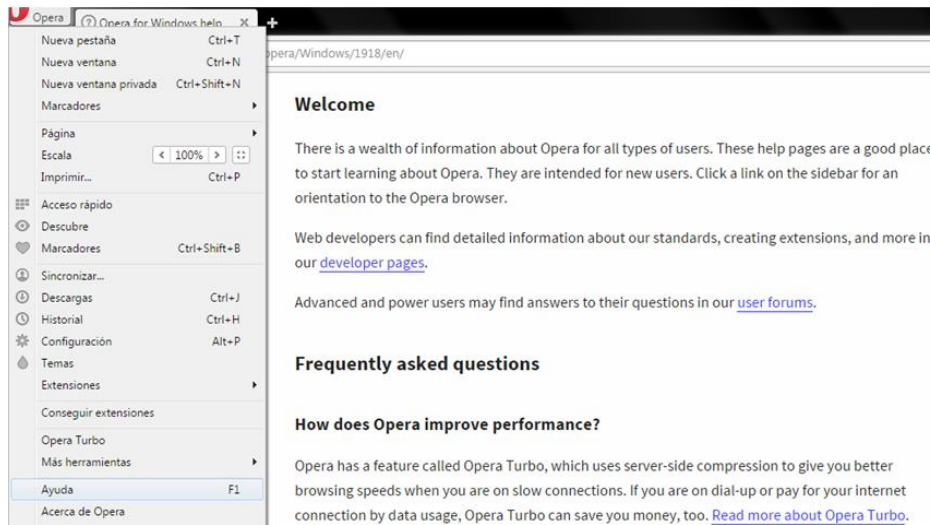 Opera
Opera for Windows help
Nueva pestaña Ctrl+T
Nueva ventana Ctrl+N
Nueva ventana privada Ctrl+Shift+N
Marcadores
Página
Escala 100%
Imprimir... Ctrl+P
Acceso rápido
Descubre
Marcadores Ctrl+Shift+B
Sincronizar...
Descargas Ctrl+J
Historial Ctrl+H
Configuración Alt+P
Temas
Extensiones
Conseguir extensiones
Opera Turbo
Más herramientas
Ayuda F1
Acerca de Opera
opera/Windows/1918/en/
Welcome
There is a wealth of information about Opera for all types of users. These help pages are a good place
to start learning about Opera. They are intended for new users. Click a link on the sidebar for an
orientation to the Opera browser.
Web developers can find detailed information about our standards, creating extensions, and more in
our developer pages.
Advanced and power users may find answers to their questions in our user forums.
Frequently asked questions
How does Opera improve performance?
Opera has a feature called Opera Turbo, which uses server-side compression to give you better
browsing speeds when you are on slow connections. If you are on dial-up or pay for your internet
connection by data usage, Opera Turbo can save you money, too. Read more about Opera Turbo.